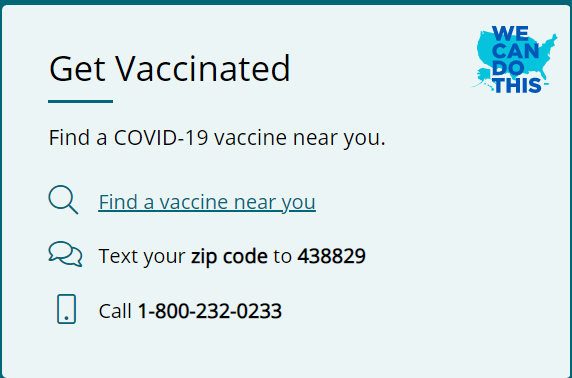 WE
CAN
DO
THIS
Get Vaccinated
Find a COVID-19 vaccine near you.
Find a vaccine near you
Text your zip code to 438829
Call 1-800-232-0233